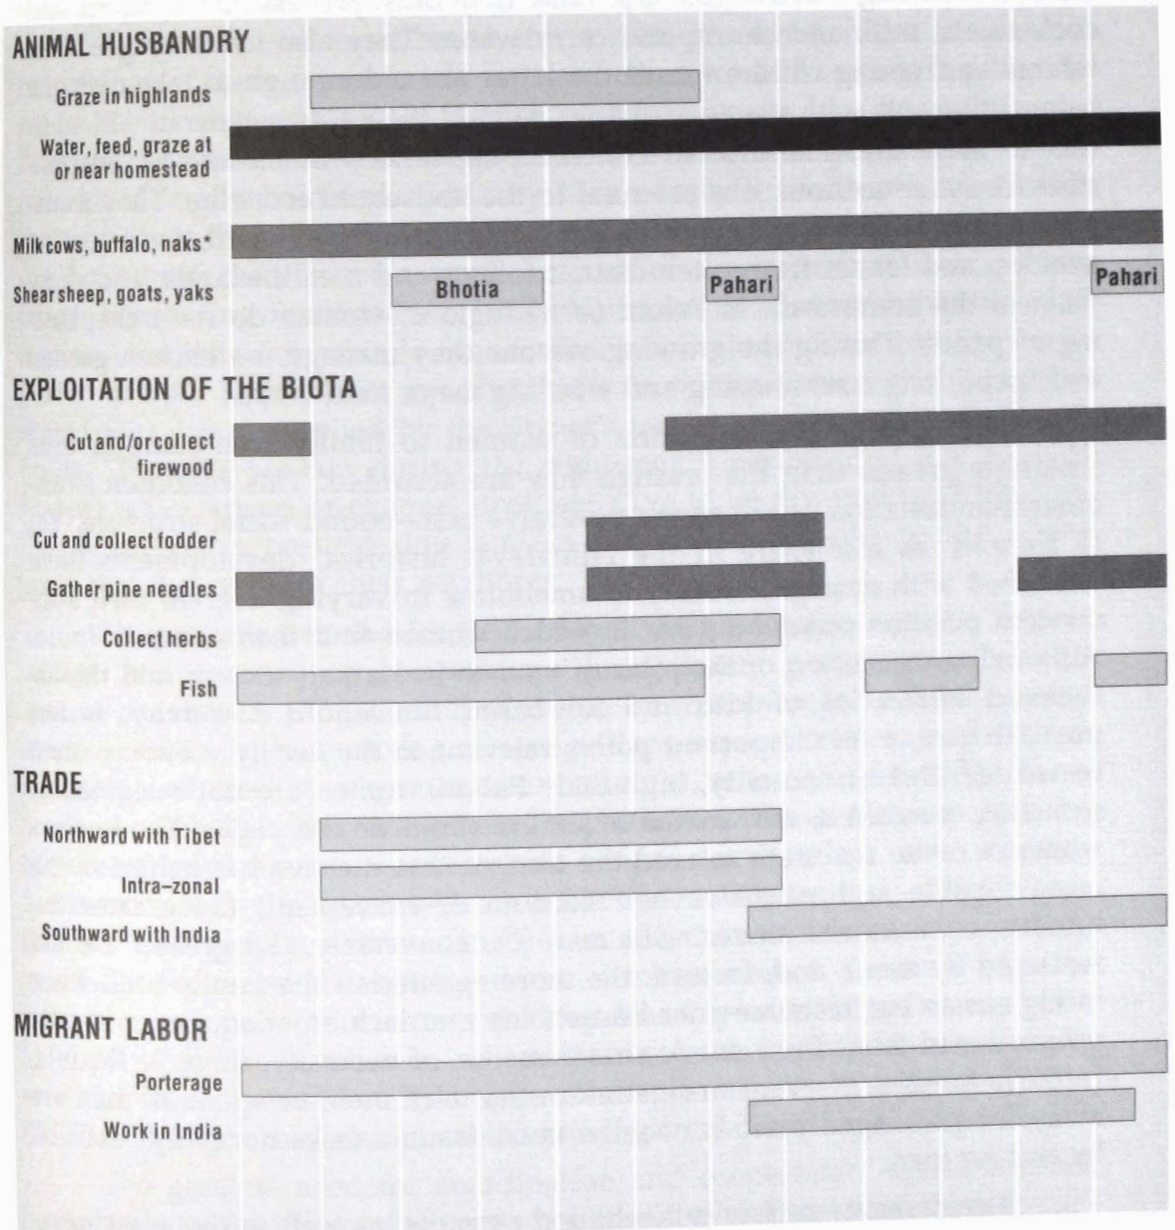 ANIMAL HUSBANDRY
Graze in highlands
Water, feed, graze at
or near homestead
Milk cows, buffalo, naks*
Shear sheep, goats, yaks
Bhotia
Pahari
Pahari
EXPLOITATION OF THE BIOTA
Cut and/or collect
firewood
Cut and collect fodder
Gather pine needles
Collect herbs
Fish
TRADE
Northward with Tibet
Intra-zonal
Southward with India
MIGRANT LABOR
Porterage
Work in India